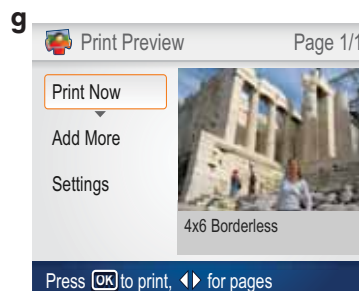 g
Print Preview Page 1/1
Print Now
Add More
Settings
4x6 Borderless
Press OK to print, for pages